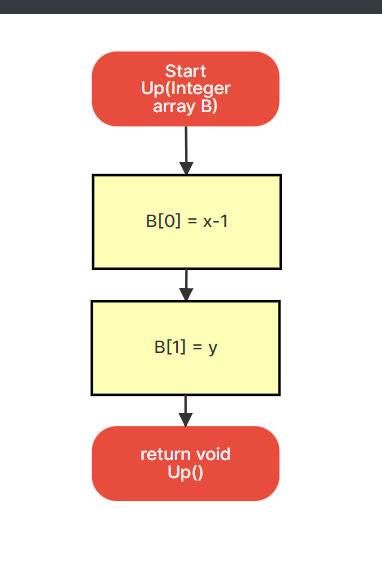 Start
Up(Integer
array B)
B[0] = x-1
B[1] = y
return void
Up()